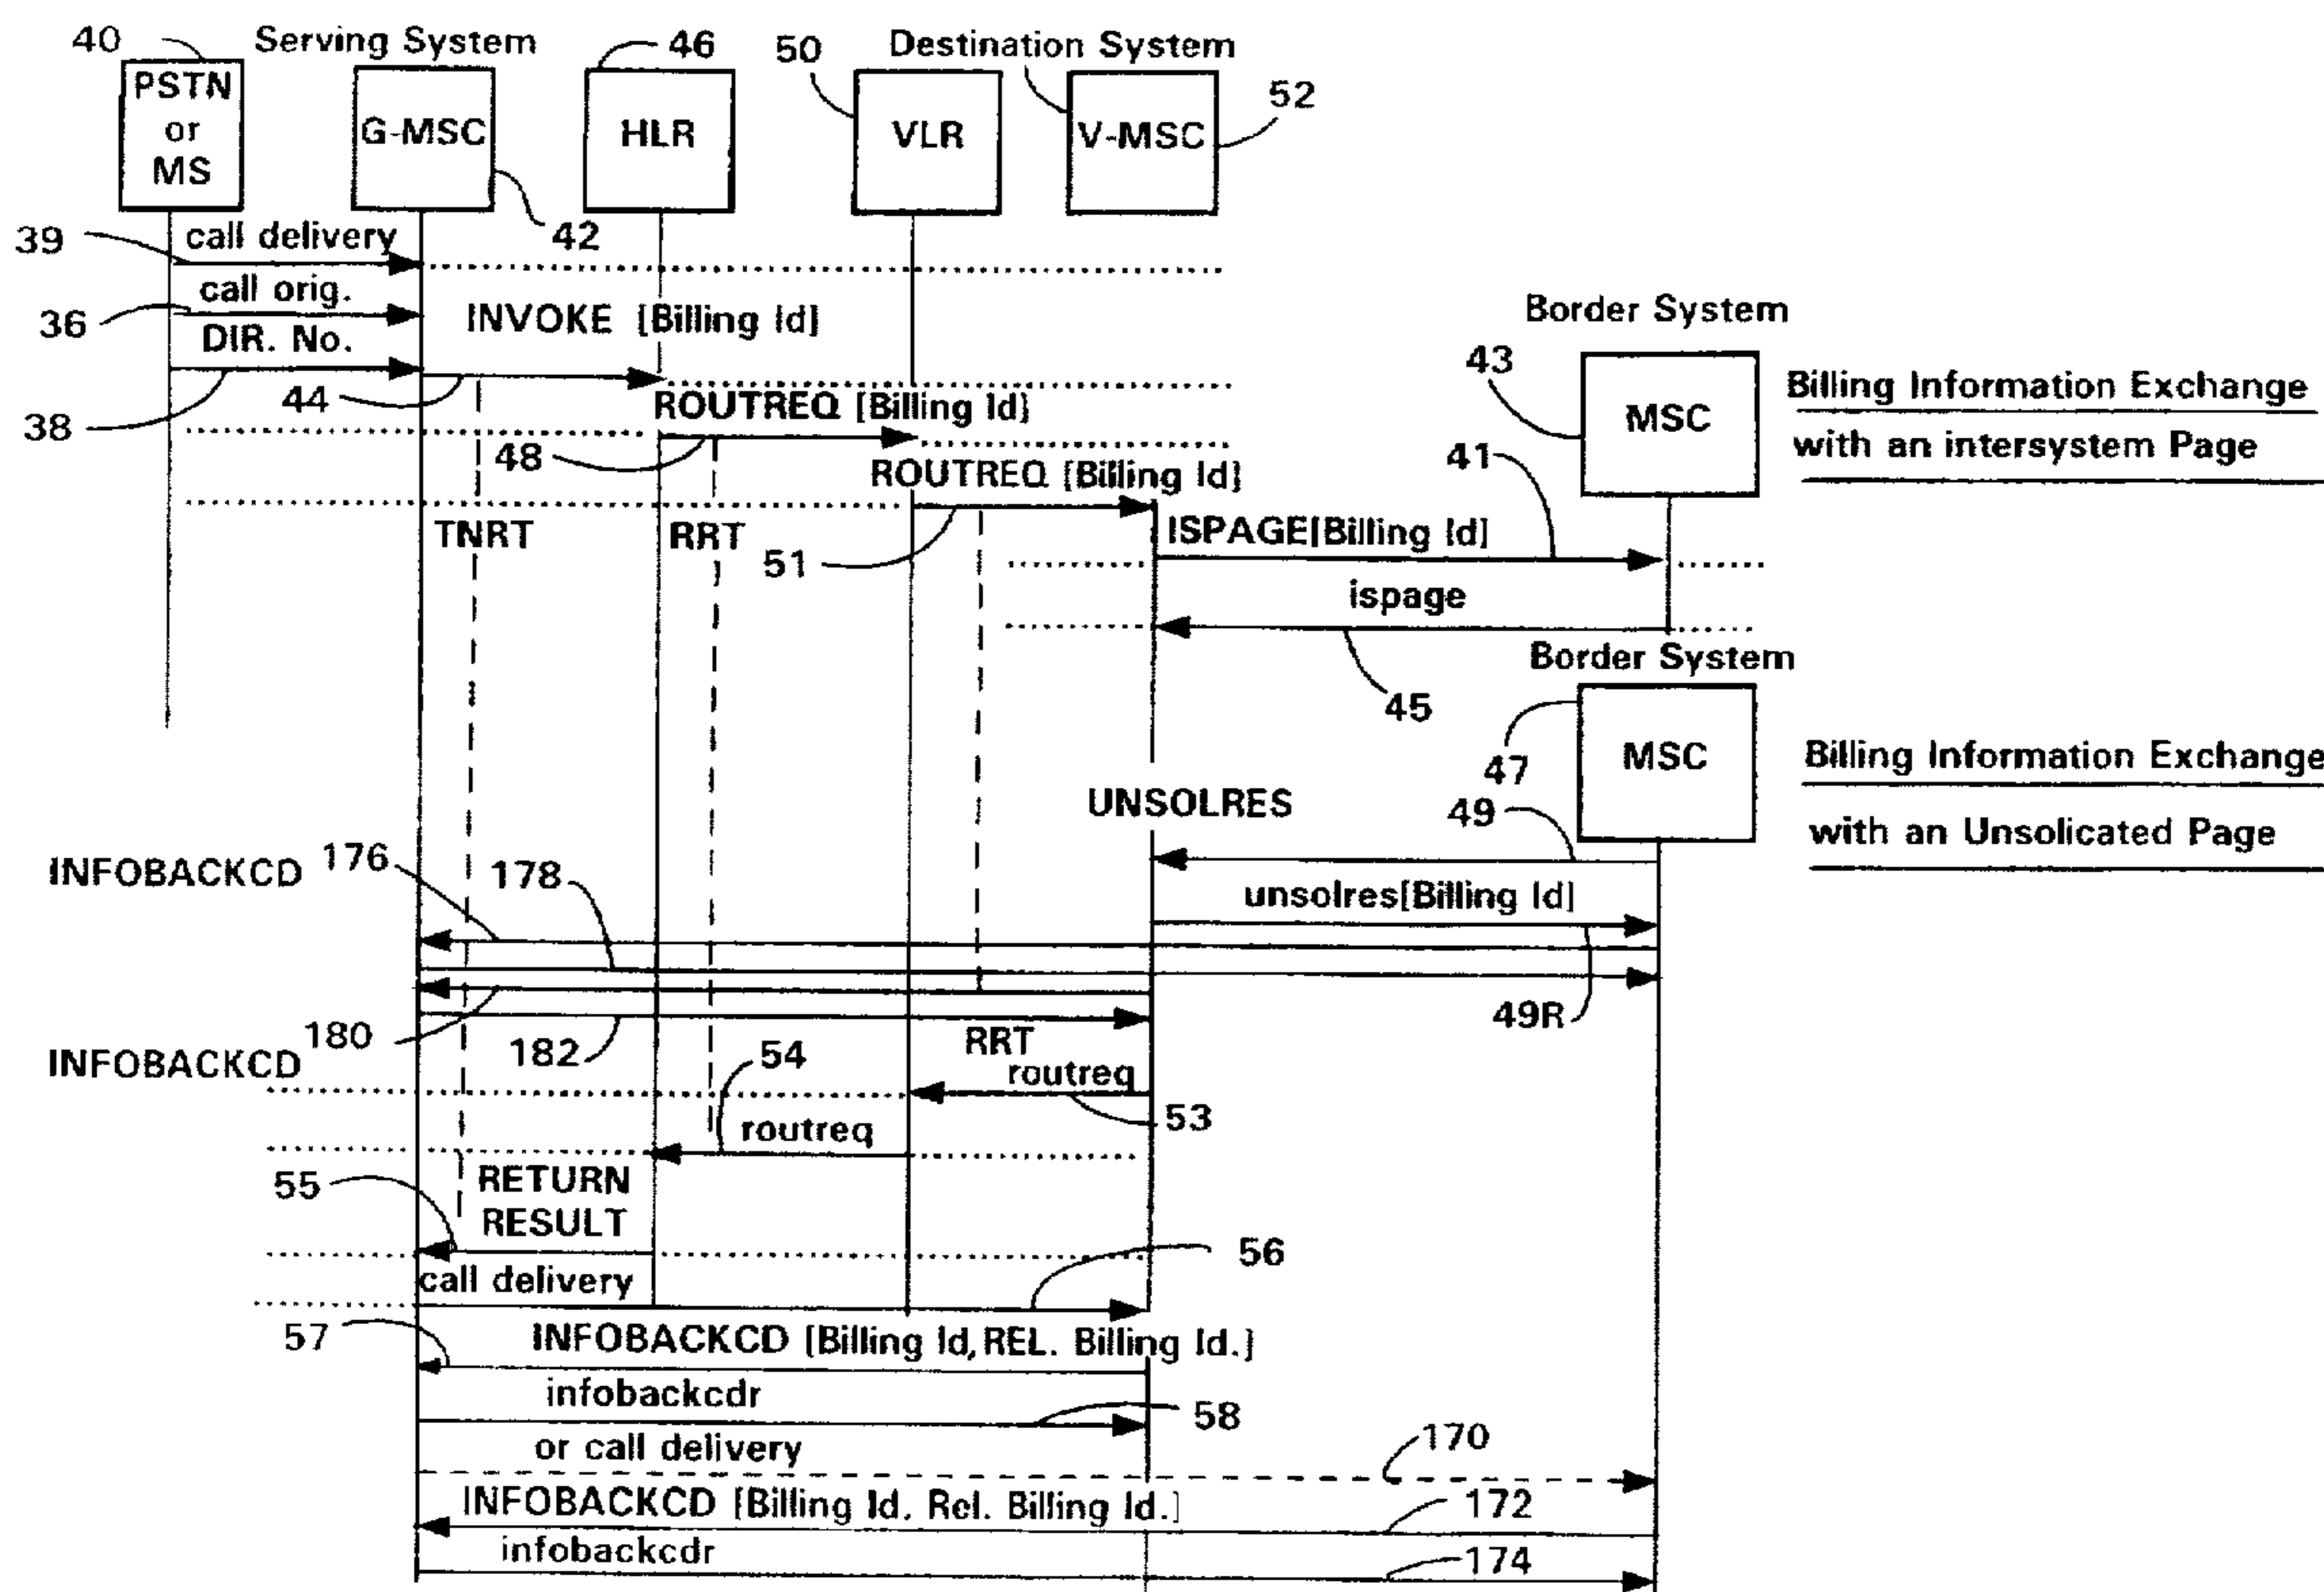 40
Serving System
46
50
Destination System
PSTN
or
MS
G-MSC
HLR
VLR
V-MSC
52
42
39
call delivery
call orig.
36
INVOKE [Billing Id]
DIR. No.
38
44
ROUTREQ [Billing Id]
48
ROUTREQ [Billing Id]
Border System
43
MSC
Billing Information Exchange
with an intersystem Page
41
TNRT
RRT
51
ISPAGE[Billing Id]
ispage
45
Border System
47
MSC
Billing Information Exchange
with an Unsolicated Page
UNSOLRES
49
INFOBACKCD
176
178
unsolres[Billing Id]
49R
180
182
INFOBACKCD
RRT
54
routreq
53
routreq
55
RETURN
RESULT
56
call delivery
57
INFOBACKCD [Billing Id, REL. Billing Id.]
infobackcdr
58
or call delivery
170
INFOBACKCD [Billing Id. Rel. Billing Id.]
172
infobackcdr
174